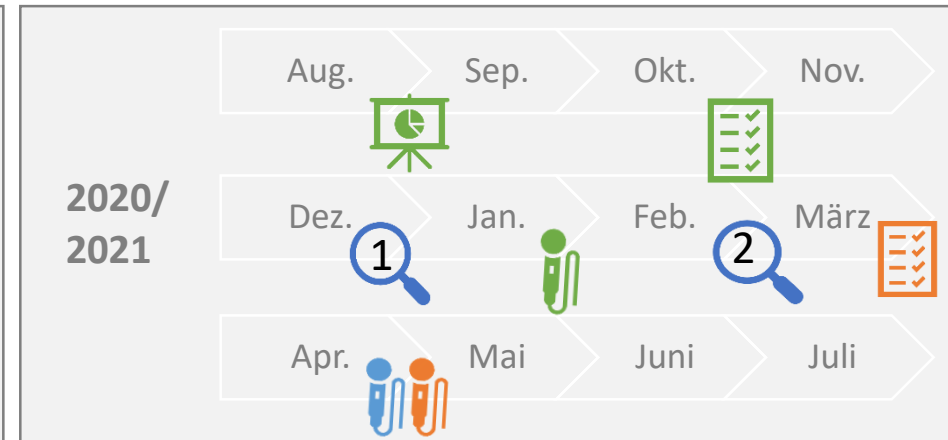 Aug. Sep. Okt. Nov.
2020/
2021
Dez. Jan. Feb. März
1 2
Apr. Mai Juni Juli